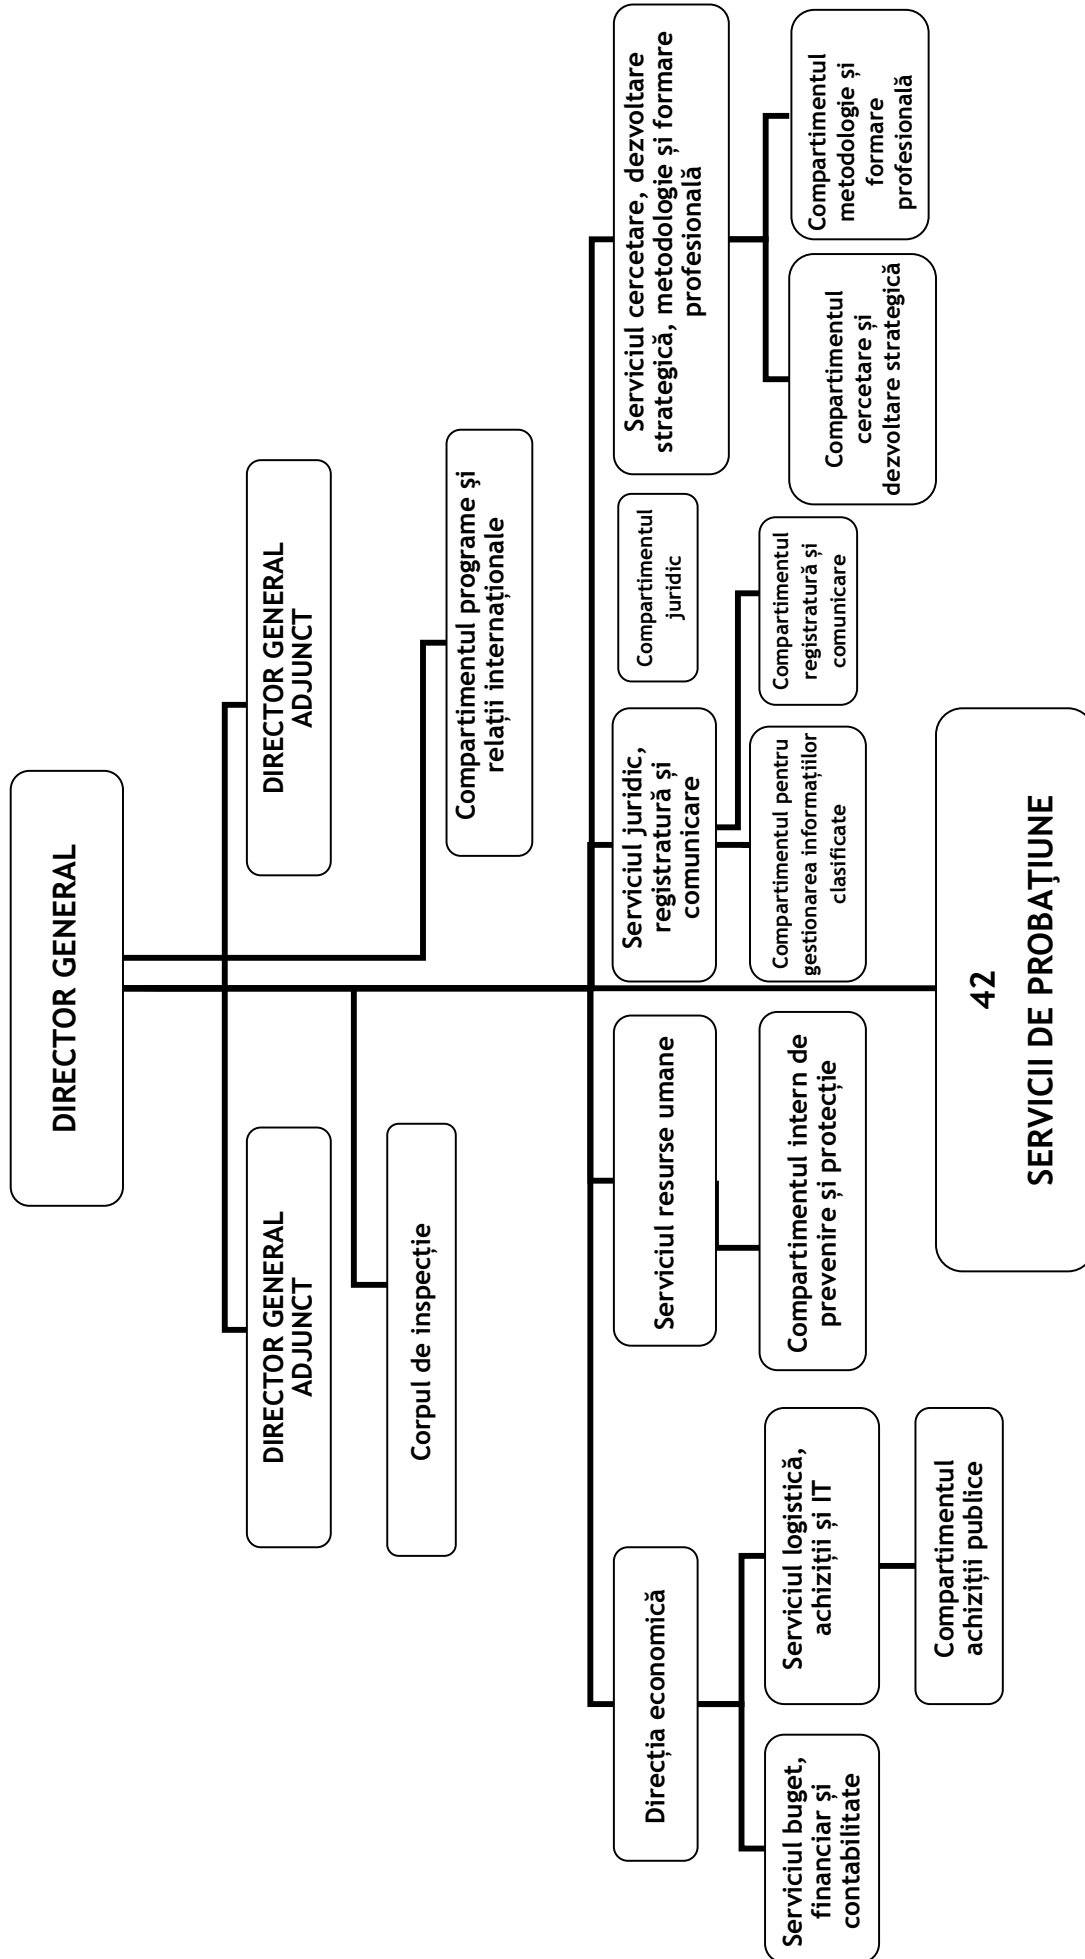 DIRECTOR GENERAL
DIRECTOR GENERAL
ADJUNCT
DIRECTOR GENERAL
ADJUNCT
Corpul de inspecție
Compartimentul programe şi
relații internaționale
Direcția economică
Serviciul buget,
financiar și
contabilitate
Serviciul logistică,
achiziții și IT
Compartimentul
achiziții publice
Serviciul resurse umane
Compartimentul intern de
prevenire și protecție
Serviciul juridic,
registratură și
comunicare
Compartimentul pentru
gestionarea informațiilor
clasificate
Compartimentul
registratură și
comunicare
Compartimentul
juridic
Serviciul cercetare, dezvoltare
strategică, metodologie și formare
profesională
Compartimentul
cercetare și
dezvoltare strategică
Compartimentul
metodologie și
formare
profesională
42
SERVICII DE PROBAȚIUNE